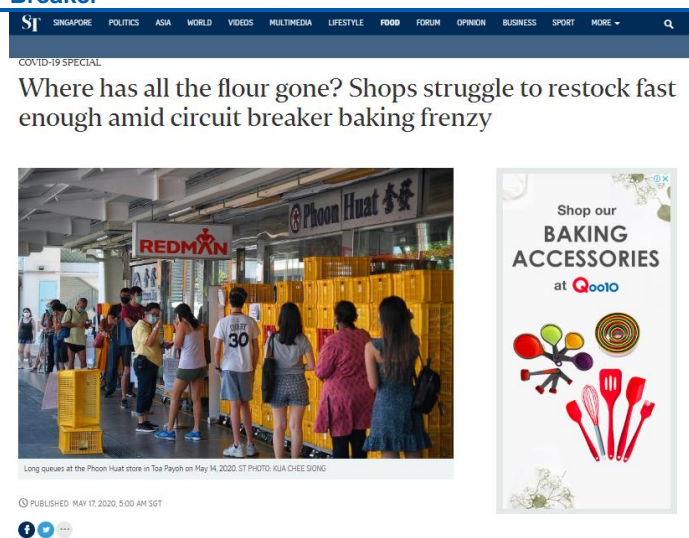 Breaker
ST SINGAPORE POLITICS ASIA WORLD VIDEOS MULTIMEDIA LIFESTYLE FOOD FORUM OPINION BUSINESS SPORT MORE
COVID-19 SPECIAL
Where has all the flour gone? Shops struggle to restock fast
enough amid circuit breaker baking frenzy
Phoon Huat
REDMAN
CURRY
30
Shop our
BAKING
ACCESSORIES
at Qoo10
Long queues at the Phoon Huat store in Toa Payoh on May 14, 2020. ST PHOTO: KUA CHEE SIONG
PUBLISHED MAY 17, 2020, 5:00 AM SGT